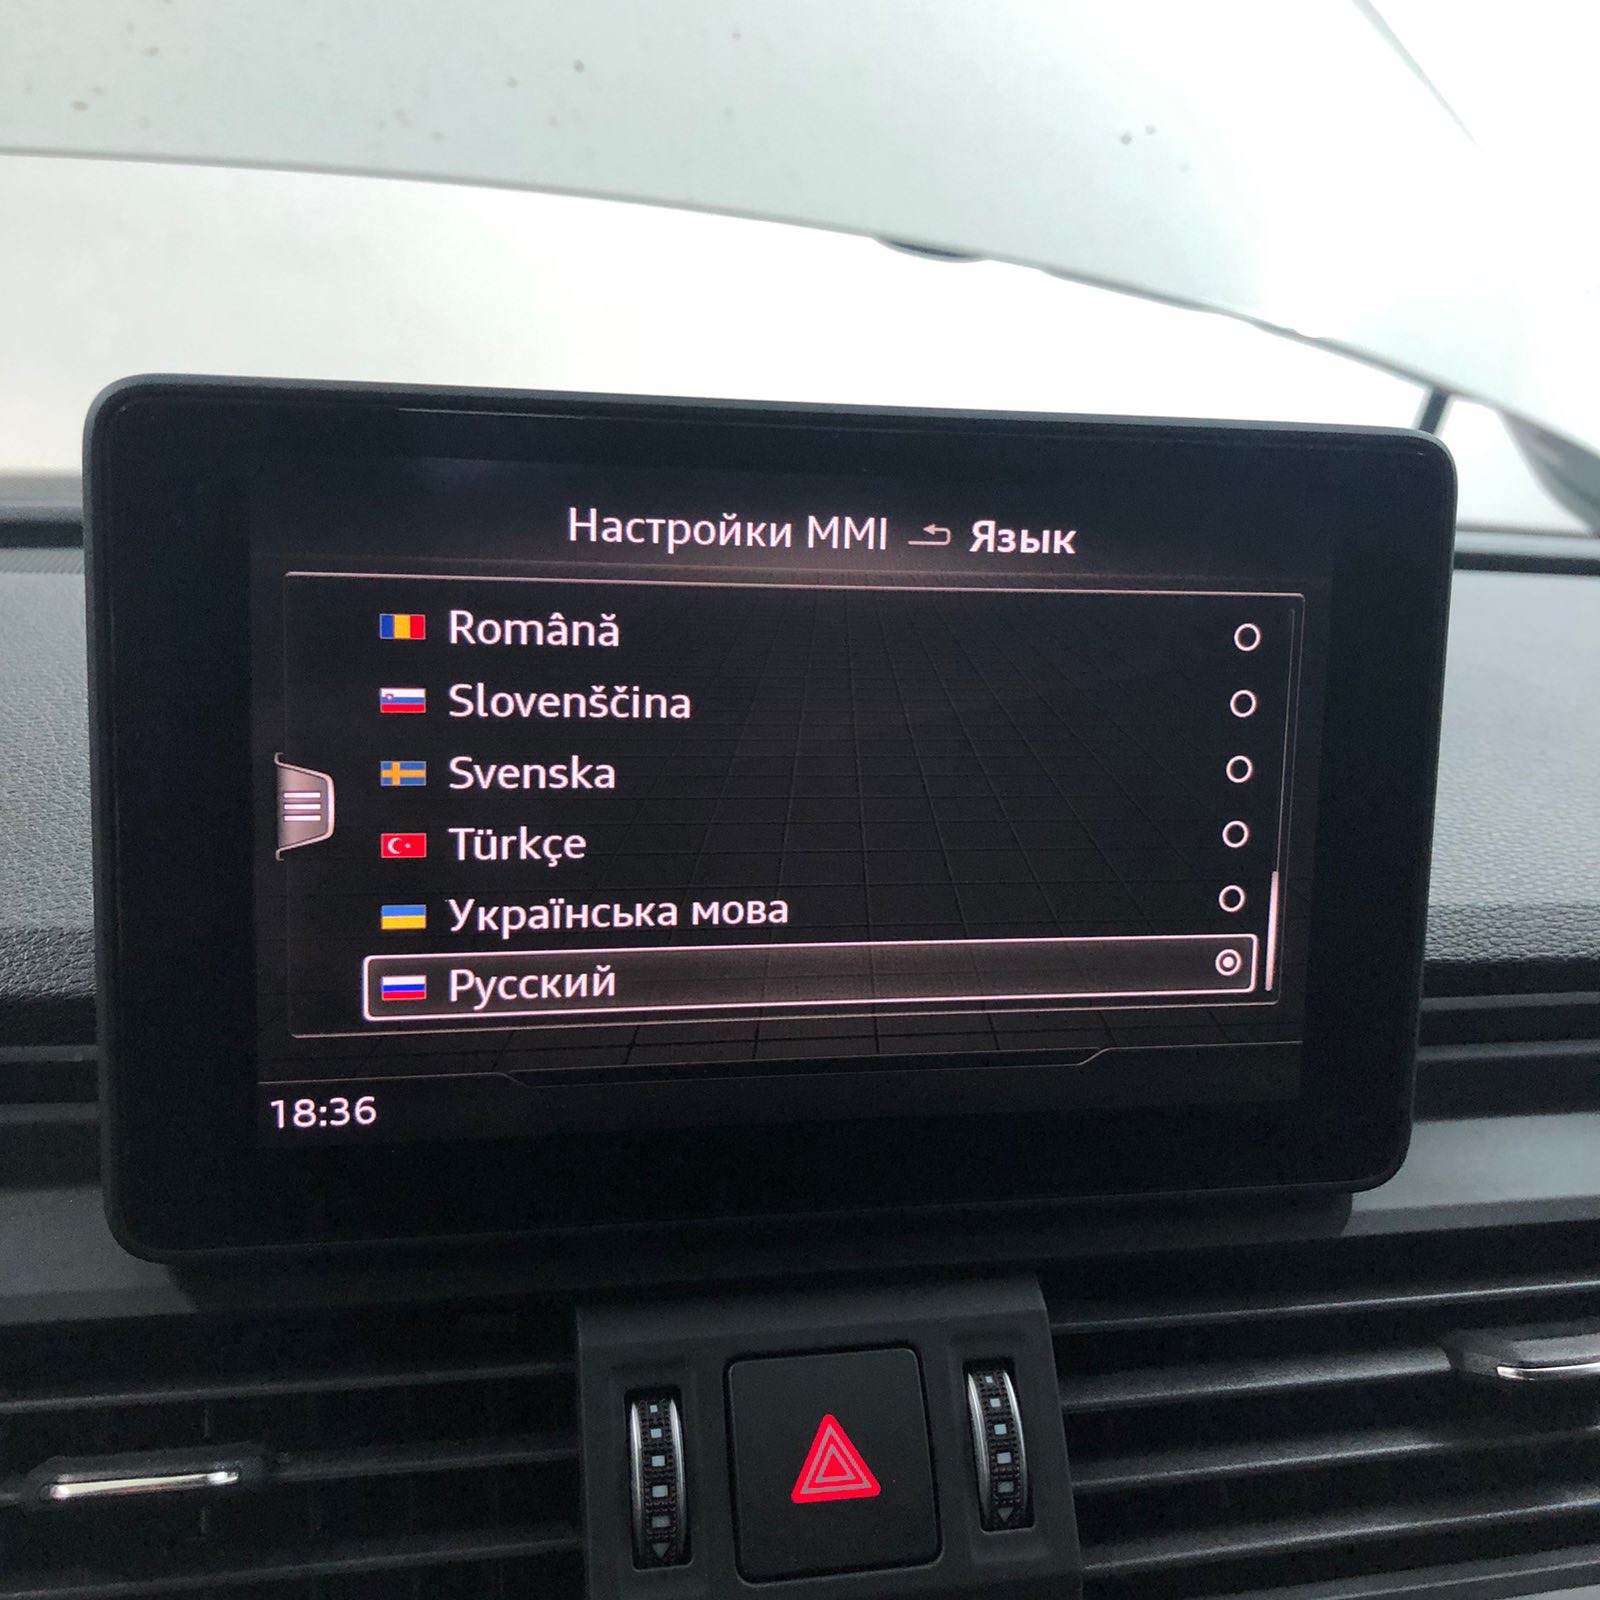 Настройки MMI Язык
Română
Slovenščina
Svenska
Türkçe
Українська мова
Русский
18:36